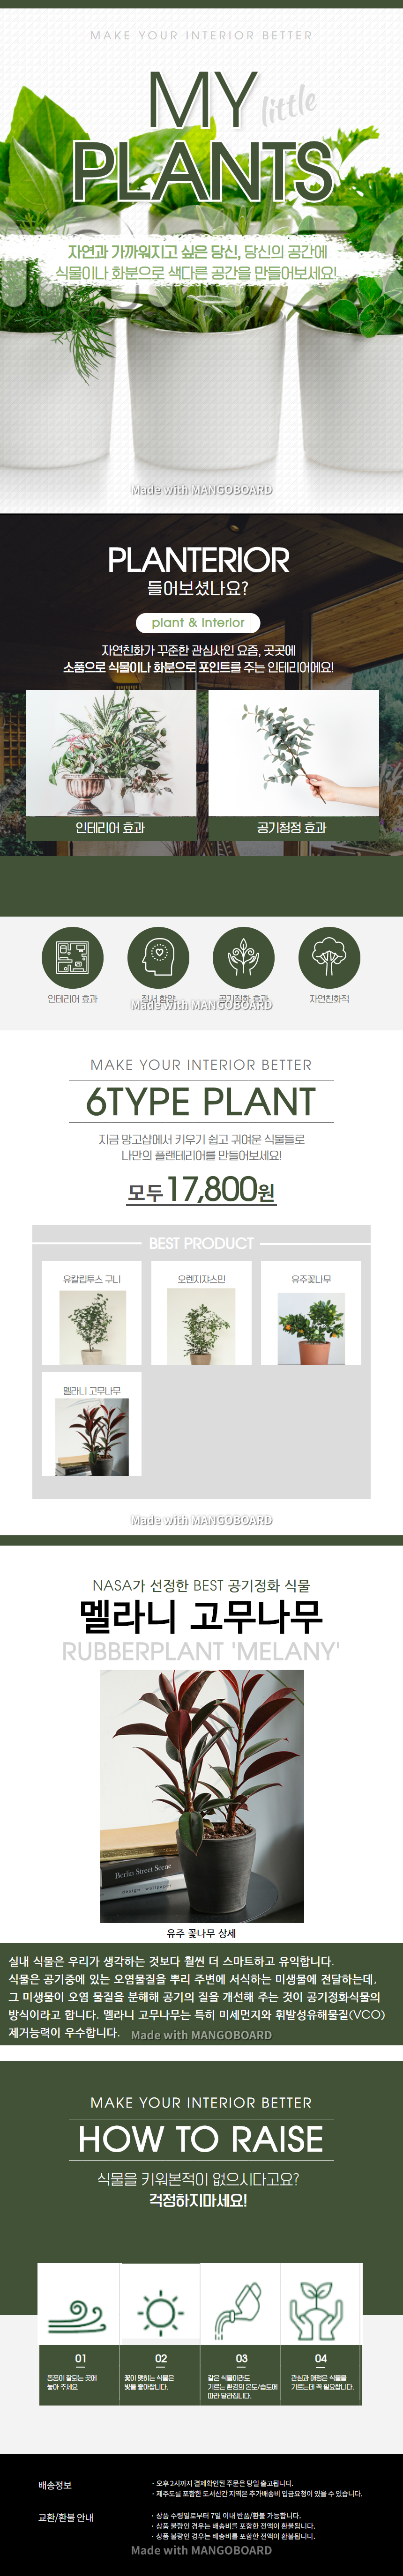 MAKE YOUR INTERIOR BETTER
MY
little
PLANTS
자연과 가까워지고 싶은 당신, 당신의 공간에
식물이나 화분으로 색다른 공간을 만들어보세요!
Made with MANGOBOARD
PLANTERIOR
들어보셨나요?
plant & Interior
자연친화가 꾸준한 관심사인 요즘, 곳곳에
소품으로 식물이나 화분으로 포인트를 주는 인테리어에요!
인테리어 효과
공기청정 효과
인테리어 효과
정서 함양
공기정화 효과
자연친화적
Made with MANGOBOARD
MAKE YOUR INTERIOR BETTER
6TYPE PLANT
지금 망고샵에서 키우기 쉽고 귀여운 식물들로
나만의 플랜테리어를 만들어보세요!
모두17,800원
BEST PRODUCT
유칼립투스 구니
오렌지쟈스민
유주꽃나무
멜라니 고무나무
Made with MANGOBOARD
NASA가 선정한 BEST 공기정화 식물
멜라니 고무나무
RUBBERPLANT 'MELANY'
Berlin Street Scene
design wallpaper
유주 꽃나무 상세
실내 식물은 우리가 생각하는 것보다 훨씬 더 스마트하고 유익합니다.
식물은 공기중에 있는 오염물질을 뿌리 주변에 서식하는 미생물에 전달하는데,
그 미생물이 오염 물질을 분해해 공기의 질을 개선해 주는 것이 공기정화식물의
방식이라고 합니다. 멜라니 고무나무는 특히 미세먼지와 휘발성유해물질(VCO)
제거능력이 우수합니다.
Made with MANGOBOARD
MAKE YOUR INTERIOR BETTER
HOW TO RAISE
식물을 키워본적이 없으시다고요?
걱정하지마세요!
01
통풍이 잘되는 곳에
놓아 주세요
02
꽃이 맺히는 식물은
빛을 좋아합니다.
03
같은 식물이라도
기르는 환경의 온도/습도에
따라 달라집니다.
04
관심과 애정은 식물을
기르는데 꼭 필요합니다.
배송정보
· 오후 2시까지 결제확인된 주문은 당일 출고됩니다.
· 제주도를 포함한 도서산간 지역은 추가배송비 입금요청이 있을 수 있습니다.
교환/환불 안내
· 상품 수령일로부터 7일 이내 반품/환불 가능합니다.
· 상품 불량인 경우는 배송비를 포함한 전액이 환불됩니다.
· 상품 불량인 경우는 배송비를 포함한 전액이 환불됩니다.
Made with MANGOBOARD